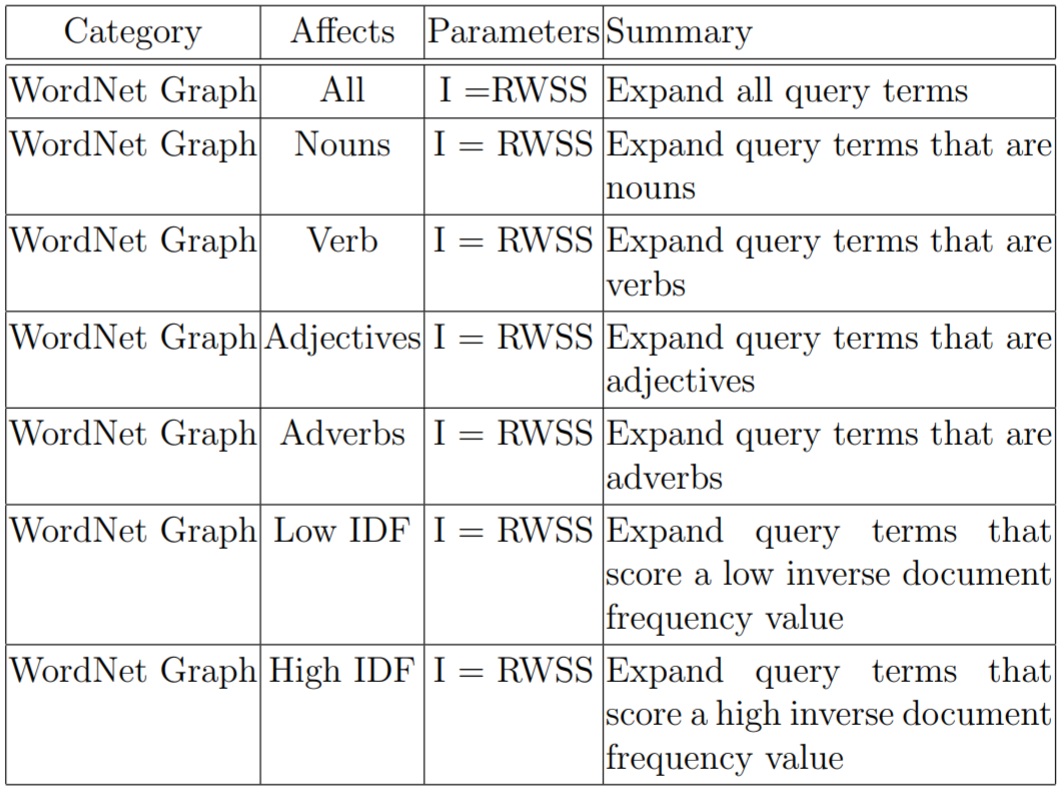 Category Affects Parameters Summary
WordNet Graph All I =RWSS Expand all query terms
WordNet Graph Nouns I = RWSS Expand query terms that are
nouns
WordNet Graph Verb I = RWSS Expand query terms that are
verbs
WordNet Graph Adjectives I = RWSS Expand query terms that are
adjectives
WordNet Graph Adverbs I = RWSS Expand query terms that are
adverbs
WordNet Graph Low IDF I = RWSS Expand query terms that
score a low inverse document
frequency value
WordNet Graph High IDF I = RWSS Expand query terms that
score a high inverse document
frequency value